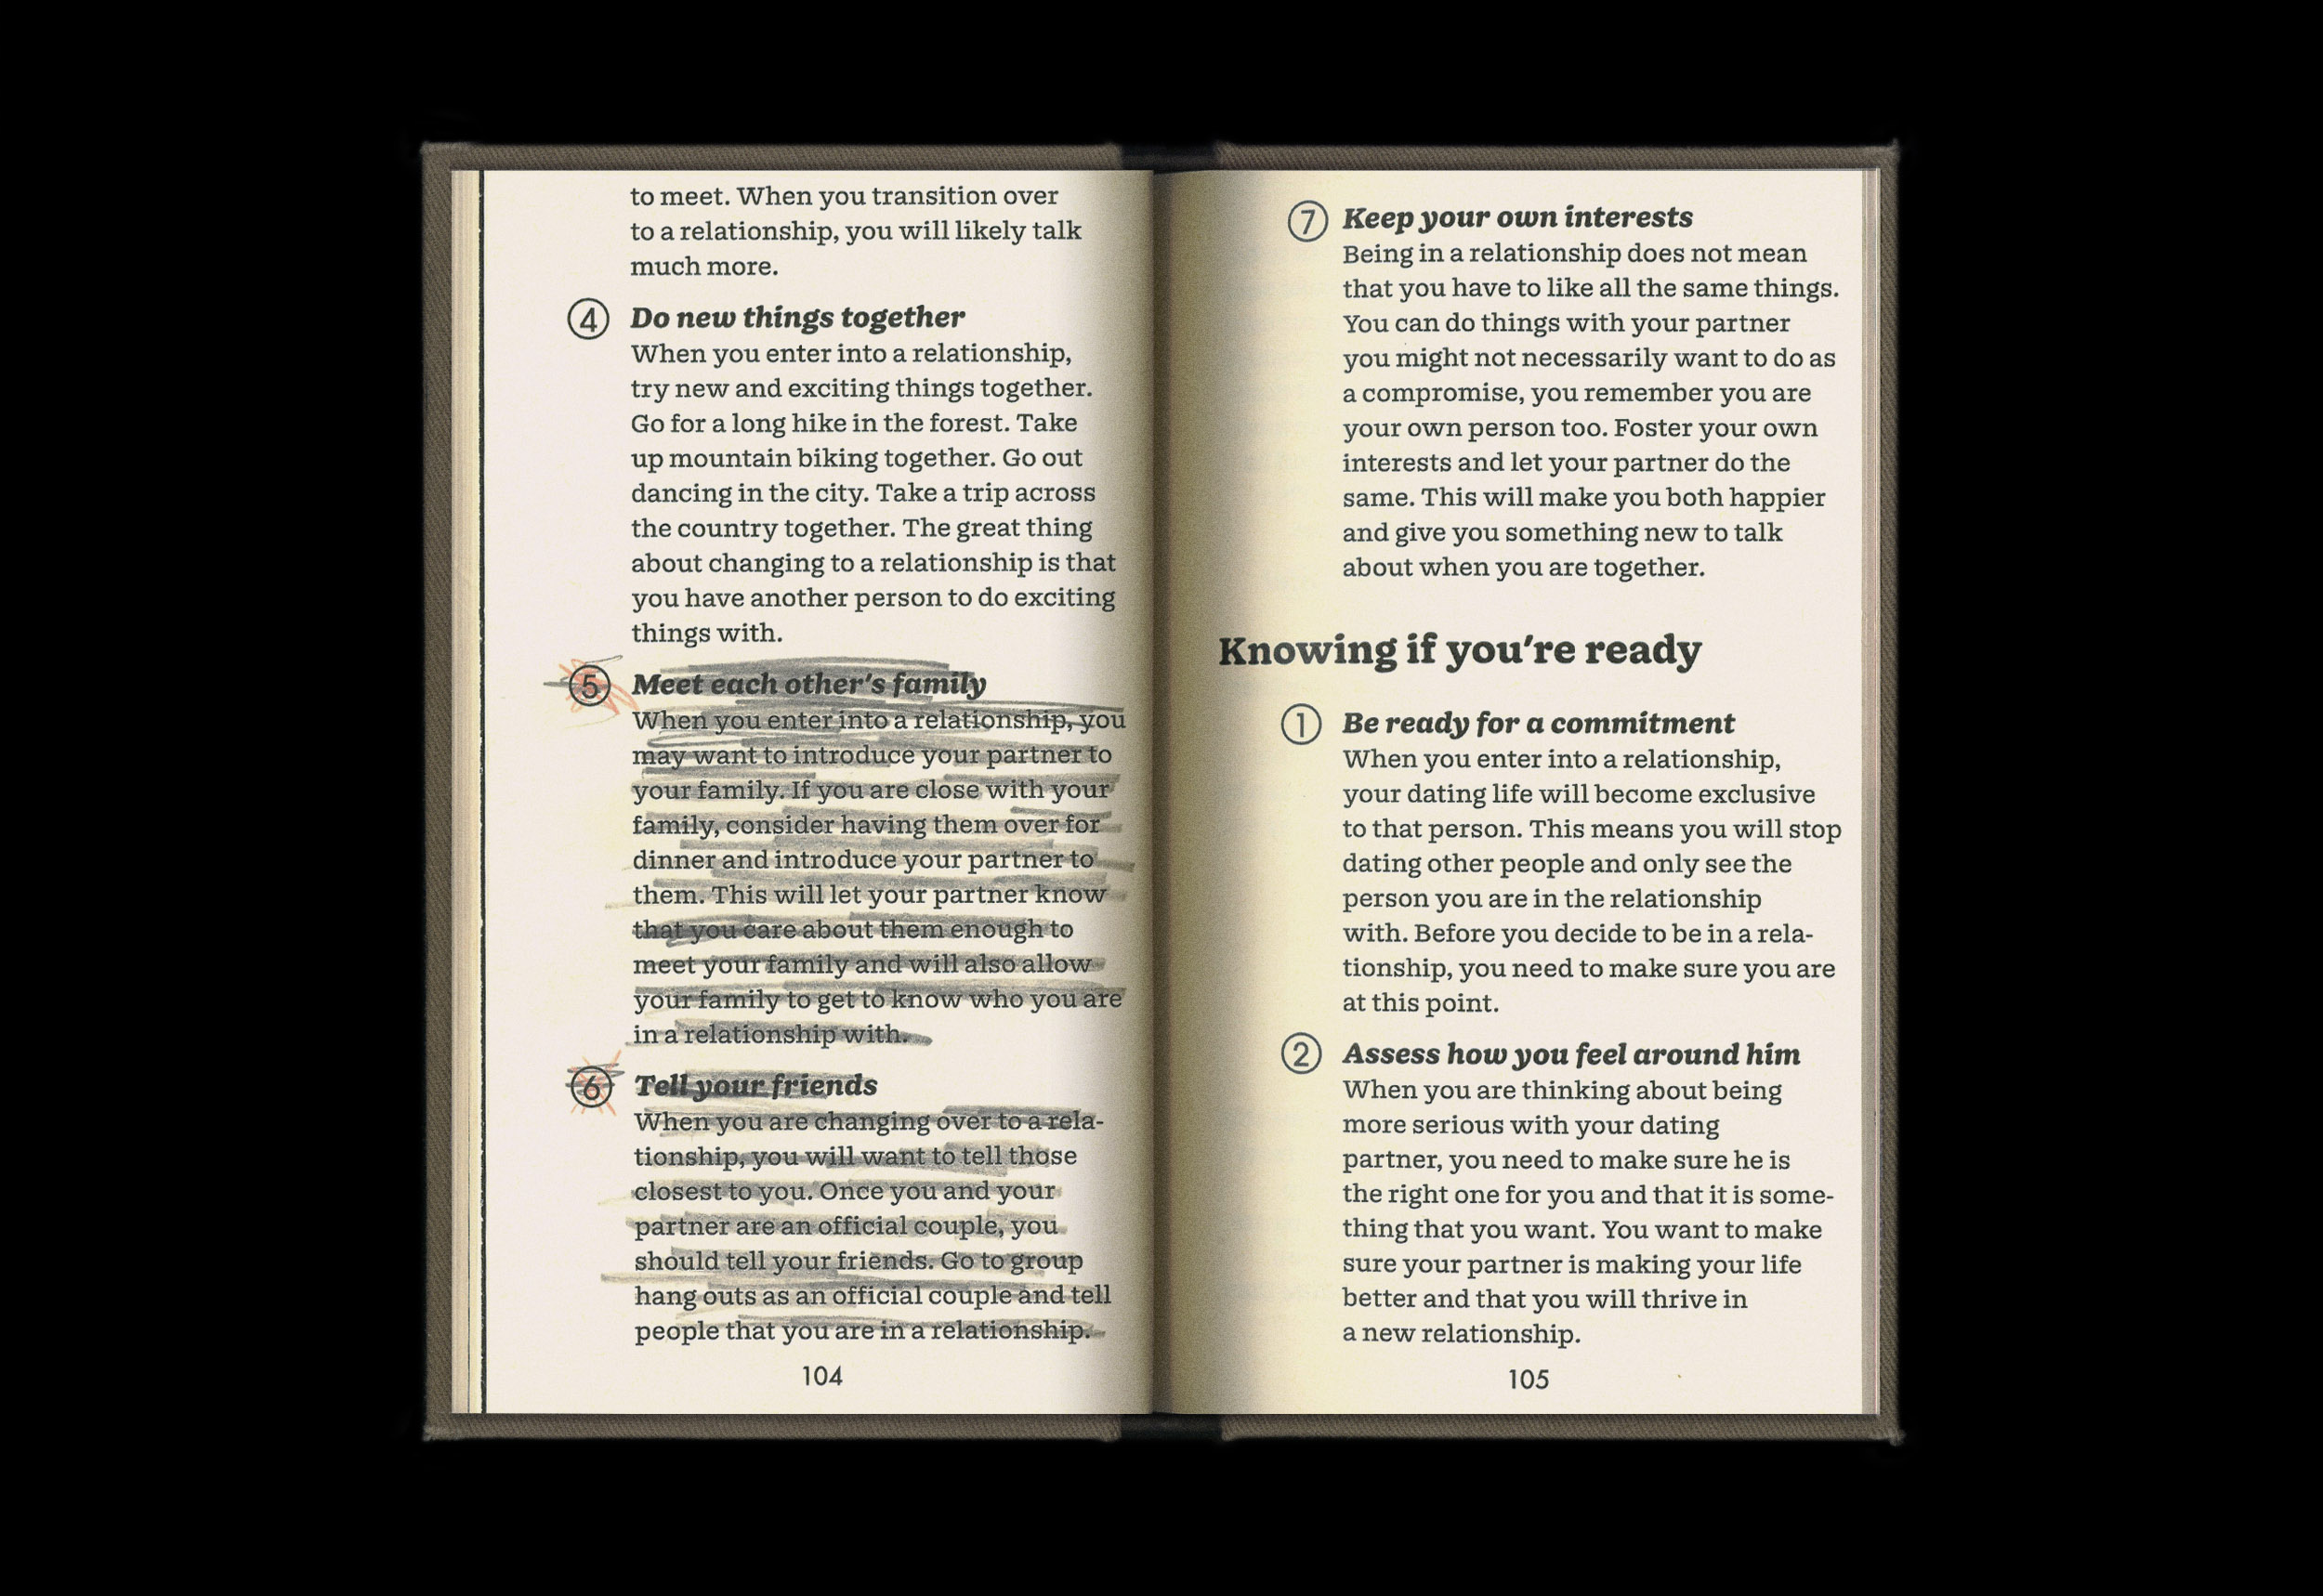 to meet. When you transition over
to a relationship, you will likely talk
much more.
4 Do new things together
When you enter into a relationship,
try new and exciting things together.
Go for a long hike in the forest. Take
up mountain biking together. Go out
dancing in the city. Take a trip across
the country together. The great thing
about changing to a relationship is that
you have another person to do exciting
things with.
5 Meet each other's family
When you enter into a relationship, you
may want to introduce your partner to
your family. If you are close with your
family, consider having them over for
dinner and introduce your partner to
them. This will let your partner know
that you care about them enough to
meet your family and will also allow
your family to get to know who you are
in a relationship with.
6 Tell your friends
When you are changing over to a rela-
tionship, you will want to tell those
closest to you. Once you and your
partner are an official couple, you
should tell your friends. Go to group
hang outs as an official couple and tell
people that you are in a relationship.
104
7 Keep your own interests
Being in a relationship does not mean
that you have to like all the same things.
You can do things with your partner
you might not necessarily want to do as
a compromise, you remember you are
your own person too. Foster your own
interests and let your partner do the
same. This will make you both happier
and give you something new to talk
about when you are together.
Knowing if you're ready
1 Be ready for a commitment
When you enter into a relationship,
your dating life will become exclusive
to that person. This means you will stop
dating other people and only see the
person you are in the relationship
with. Before you decide to be in a rela-
tionship, you need to make sure you are
at this point.
2 Assess how you feel around him
When you are thinking about being
more serious with your dating
partner, you need to make sure he is
the right one for you and that it is some-
thing that you want. You want to make
sure your partner is making your life
better and that you will thrive in
a new relationship.
105